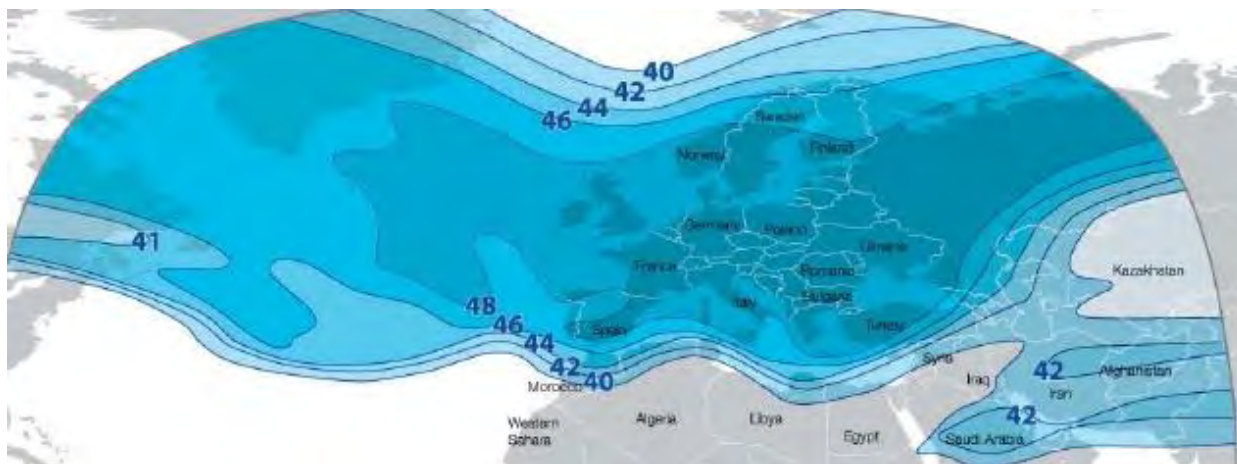 40
42
44
46
Sweden
Finland
Norway
41
Germany
Poland
Ukraine
France
Romania
Kazakhstan
Italy
Bulgaria
48
46
Spain
Turkey
44
Syria
42
Morocco
40
Iraq
42
Afghanistan
Iran
42
Western
Sahara
Algeria
Libya
Egypt
Saudi Arabia